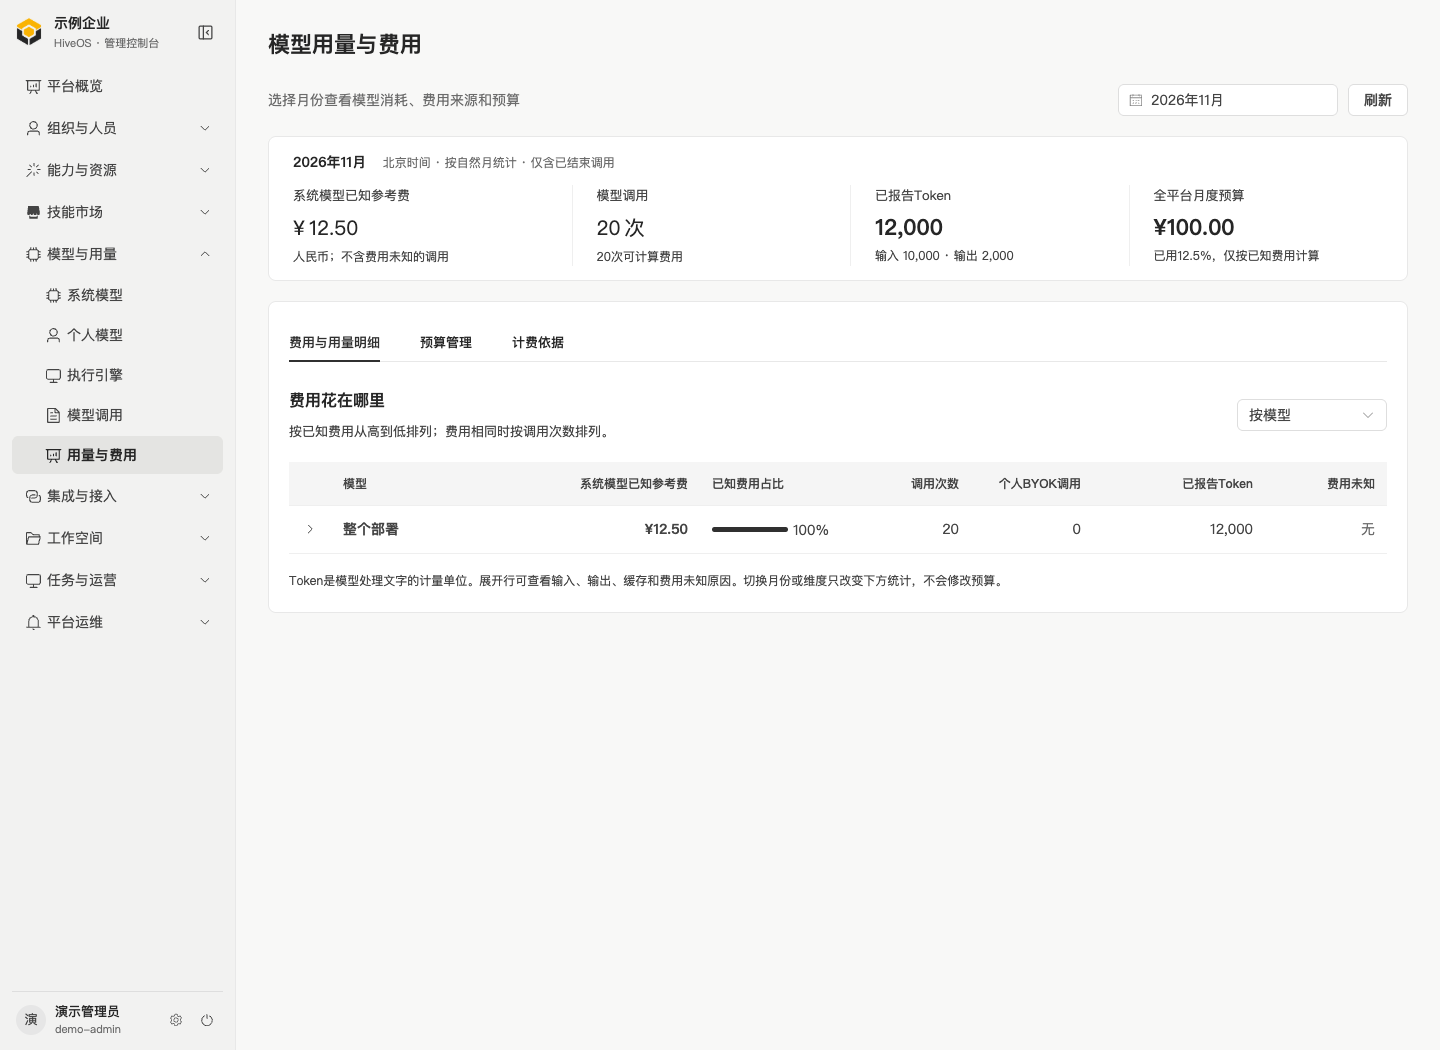 示例企业
HiveOS · 管理控制台
平台概览
组织与人员
能力与资源
技能市场
模型与用量
系统模型
个人模型
执行引擎
模型调用
用量与费用
集成与接入
工作空间
任务与运营
平台运维
演
演示管理员
demo-admin
模型用量与费用
选择月份查看模型消耗、费用来源和预算
2026年11月
刷新
2026年11月 北京时间 · 按自然月统计 · 仅含已结束调用
系统模型已知参考费
¥ 12.50
人民币；不含费用未知的调用
模型调用
20 次
20次可计算费用
已报告Token
12,000
输入 10,000 · 输出 2,000
全平台月度预算
¥100.00
已用12.5%，仅按已知费用计算
费用与用量明细 预算管理 计费依据
费用花在哪里
按已知费用从高到低排列；费用相同时按调用次数排列。
按模型
模型 系统模型已知参考费 已知费用占比 调用次数 个人BYOK调用 已报告Token 费用未知
整个部署 ¥12.50 100% 20 0 12,000 无
Token是模型处理文字的计量单位。展开行可查看输入、输出、缓存和费用未知原因。切换月份或维度只改变下方统计，不会修改预算。